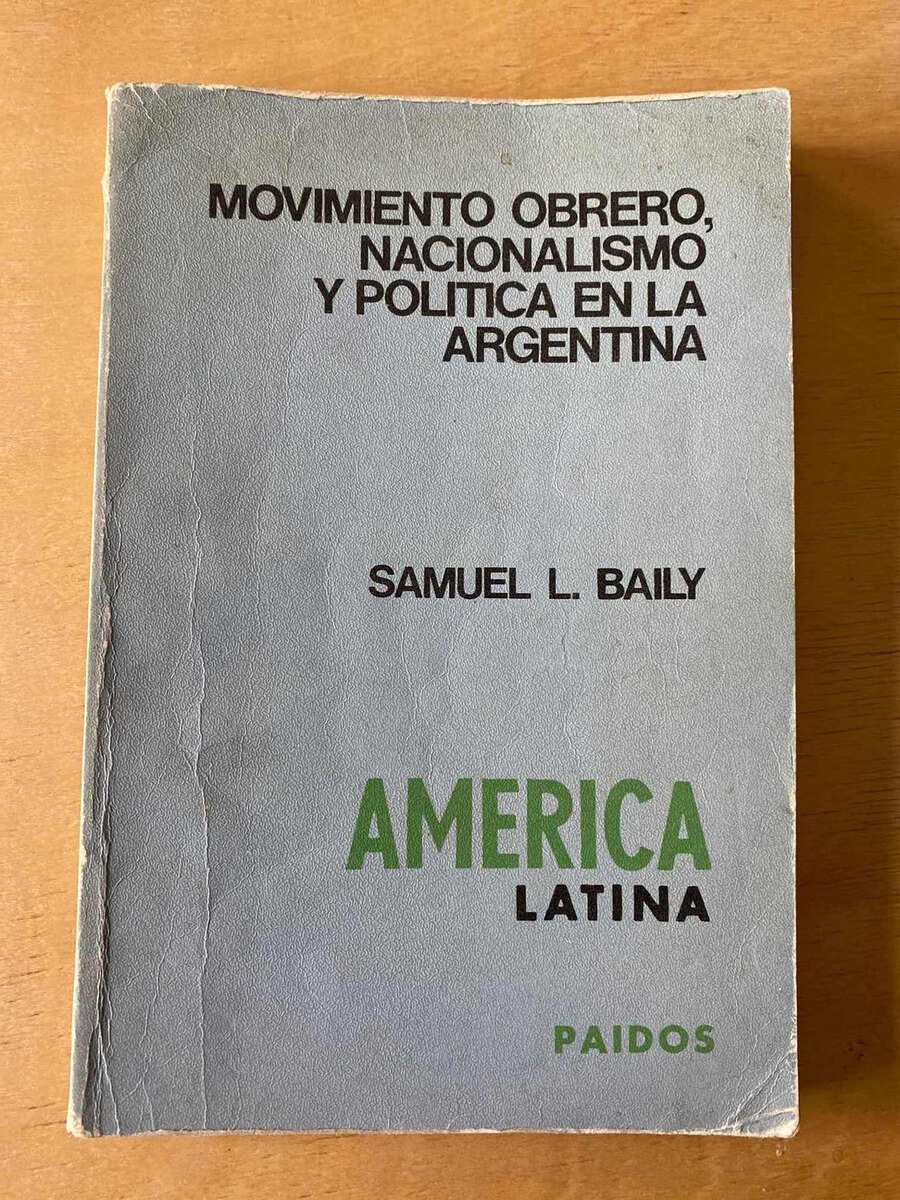 MOVIMIENTO OBRERO,
NACIONALISMO
Y POLITICA EN LA
ARGENTINA
SAMUEL L. BAILY
AMERICA
LATINA
PAIDOS